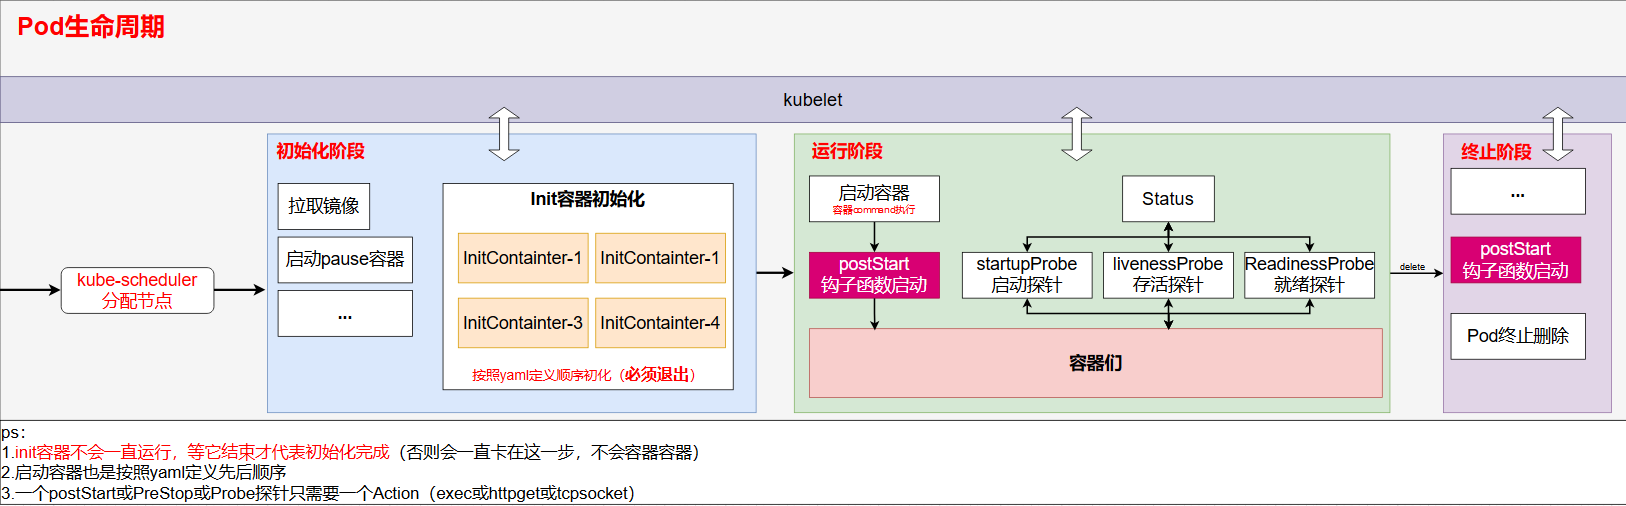 Pod生命周期
kubelet
kube-scheduler
分配节点
初始化阶段
拉取镜像
启动pause容器
...
Init容器初始化
InitContainter-1
InitContainter-1
InitContainter-3
InitContainter-4
按照yaml定义顺序初化（必须退出）
运行阶段
启动容器
容器command执行
postStart
钩子函数启动
Status
startupProbe
启动探针
livenessProbe
存活探针
ReadinessProbe
就绪探针
容器们
delete
终止阶段
...
postStart
钩子函数启动
Pod终止删除
ps：
1.init容器不会一直运行，等它结束才代表初始化完成（否则会一直卡在这一步，不会容器容器）
2.启动容器也是按照yaml定义先后顺序
3.一个postStart或PreStop或Probe探针只需要一个Action（exec或httpget或tcpsocket）